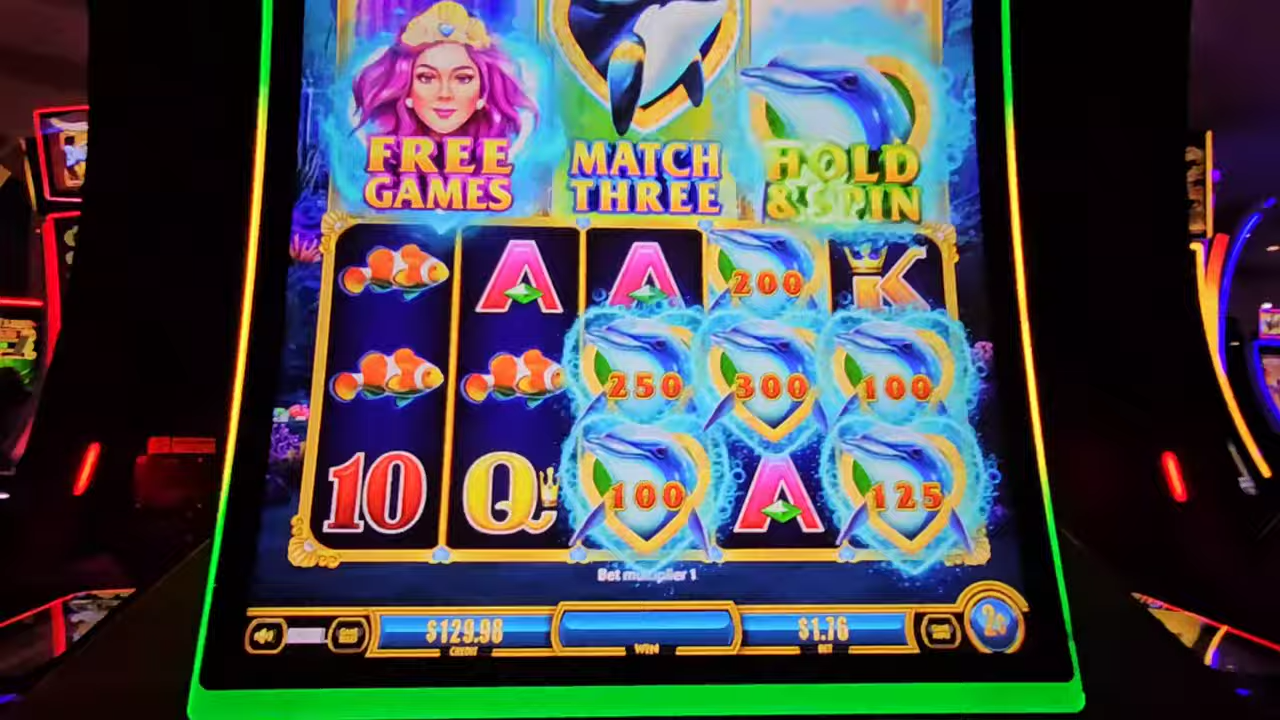 FREE
GAMES
MATCH
THREE
HOLD
& SPIN
A A 200 K
250 300 100
10 Q 100 A 125
Bet multiplier 1
$129.98 $1.76
CREDIT WIN BET
2¢